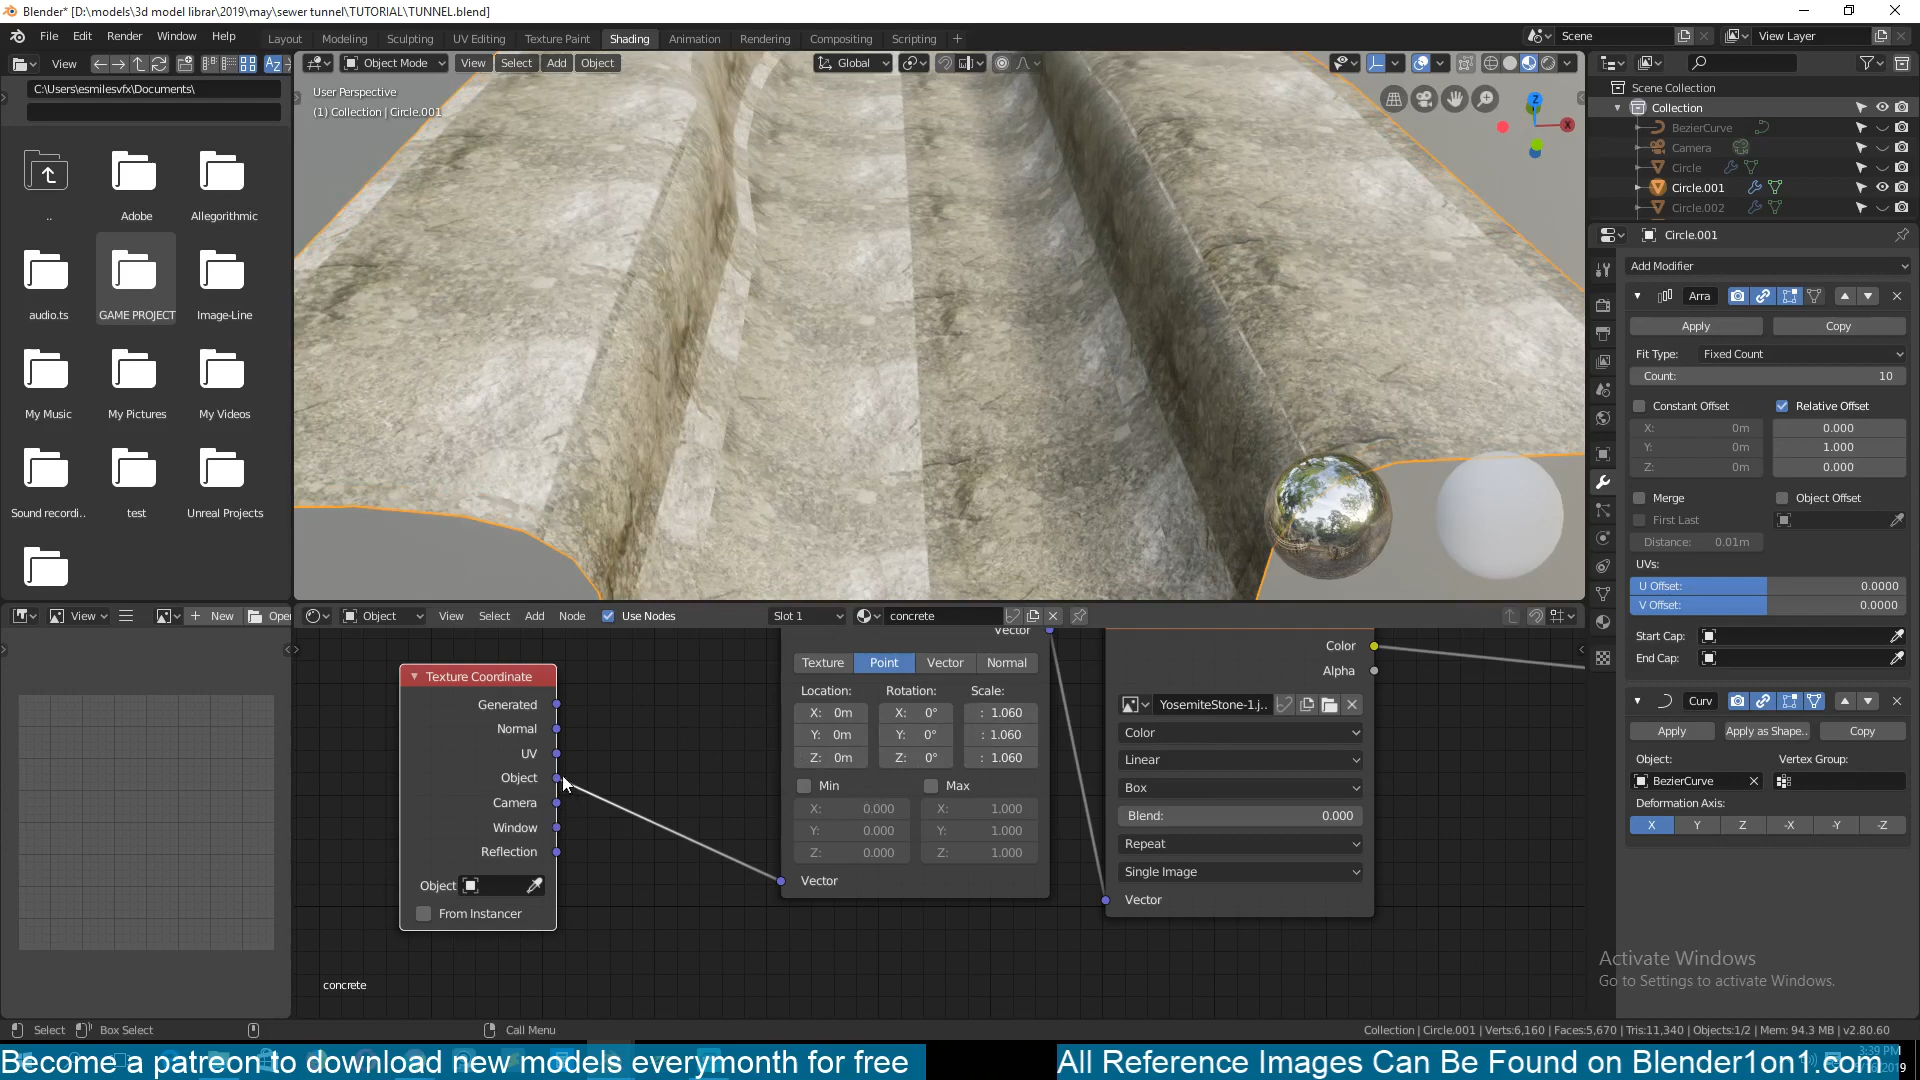 Blender* [D:\models\3d model librar\2019\may\sewer tunnel\TUTORIAL\TUNNEL.blend]
File Edit Render Window Help
Layout Modeling Sculpting UV Editing Texture Paint Shading Animation Rendering Compositing Scripting +
Scene
View Layer
View
C:\Users\esmilesvfx\Documents\
..
Adobe
Allegorithmic
audio.ts
GAME PROJECT
Image-Line
My Music
My Pictures
My Videos
Sound recordi..
test
Unreal Projects
Object Mode View Select Add Object
Global
User Perspective
(1) Collection | Circle.001
Z
X
Scene Collection
Collection
BezierCurve
Camera
Circle
Circle.001
Circle.002
Circle.001
Add Modifier
Arra
Apply Copy
Fit Type: Fixed Count
Count: 10
Constant Offset Relative Offset
X: 0m 0.000
Y: 0m 1.000
Z: 0m 0.000
Merge Object Offset
First Last
Distance: 0.01m
UVs:
U Offset: 0.0000
V Offset: 0.0000
Start Cap:
End Cap:
Curv
Apply Apply as Shape.. Copy
Object: Vertex Group:
BezierCurve
Deformation Axis:
X Y Z -X -Y -Z
View New Open
Object View Select Add Node Use Nodes Slot 1 concrete
Texture Coordinate
Generated
Normal
UV
Object
Camera
Window
Reflection
Object
From Instancer
Vector
Texture Point Vector Normal
Location: Rotation: Scale:
X: 0m X: 0° : 1.060
Y: 0m Y: 0° : 1.060
Z: 0m Z: 0° : 1.060
Min Max
X: 0.000 X: 1.000
Y: 0.000 Y: 1.000
Z: 0.000 Z: 1.000
Vector
Color
Alpha
YosemiteStone-1.j..
Color
Linear
Box
Blend: 0.000
Repeat
Single Image
Vector
concrete
Activate Windows
Go to Settings to activate Windows.
Select Box Select Call Menu
Collection | Circle.001 | Verts:6,160 | Faces:5,670 | Tris:11,340 | Objects:1/2 | Mem: 94.3 MB | v2.80.60
Become a patreon to download new models everymonth for free
All Reference Images Can Be Found on Blender1on1.com
3:39 PM